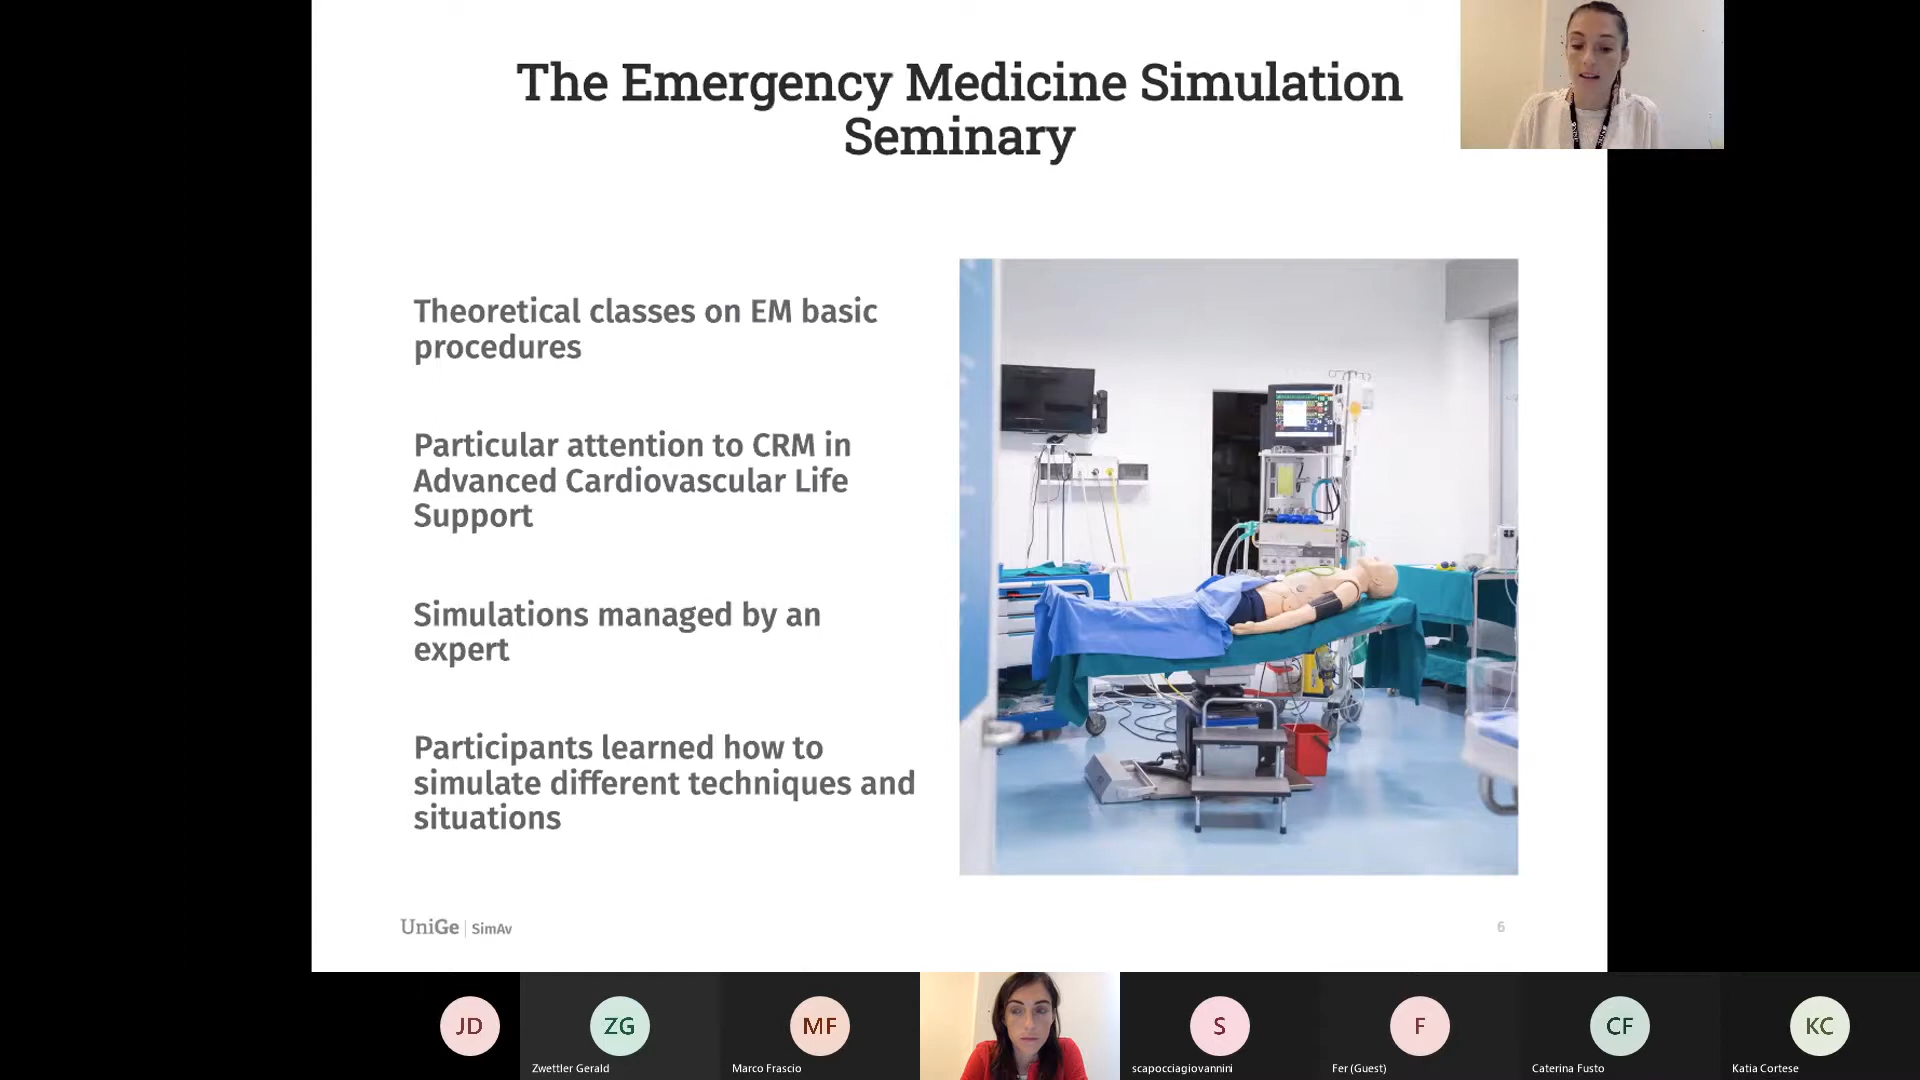 The Emergency Medicine Simulation
Seminary
Theoretical classes on EM basic
procedures
Particular attention to CRM in
Advanced Cardiovascular Life
Support
Simulations managed by an
expert
Participants learned how to
simulate different techniques and
situations
UniGe | SimAv
6
JD
ZG
MF
S
F
CF
KC
Zwettler Gerald
Marco Frascio
scapocciagiovannini
Fer (Guest)
Caterina Fusto
Katia Cortese